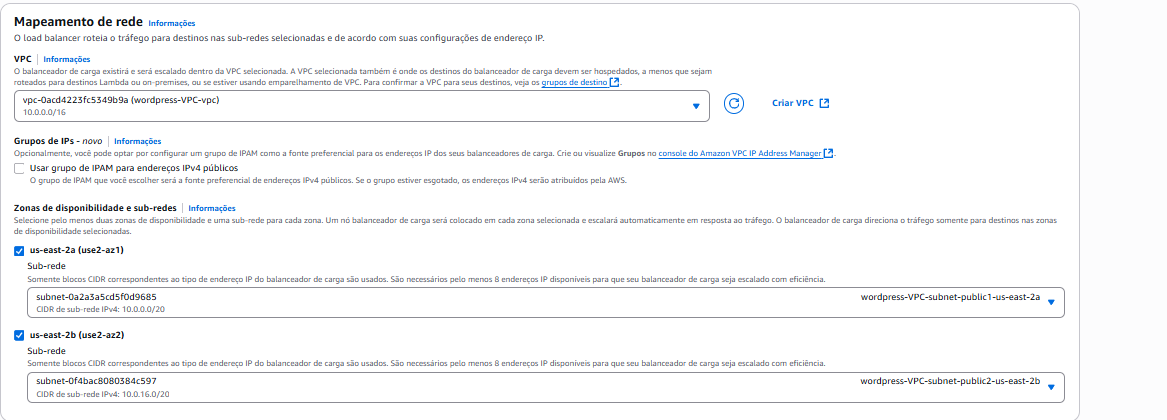 Mapeamento de rede Informações
O load balancer roteia o tráfego para destinos nas sub-redes selecionadas e de acordo com suas configurações de endereço IP.
VPC Informações
O balanceador de carga existirá e será escalado dentro da VPC selecionada. A VPC selecionada também é onde os destinos do balanceador de carga devem ser hospedados, a menos que sejam
roteados para destinos Lambda ou on-premises, ou se estiver usando emparelhamento de VPC. Para confirmar a VPC para seus destinos, veja os grupos de destino.
vpc-0acd4223fc5349b9a (wordpress-VPC-vpc)
10.0.0.0/16
Criar VPC
Grupos de IPs - novo Informações
Opcionalmente, você pode optar por configurar um grupo de IPAM como a fonte preferencial para os endereços IP dos seus balanceadores de carga. Crie ou visualize Grupos no console do Amazon VPC IP Address Manager.
Usar grupo de IPAM para endereços IPv4 públicos
O grupo de IPAM que você escolher será a fonte preferencial de endereços IPv4 públicos. Se o grupo estiver esgotado, os endereços IPv4 serão atribuídos pela AWS.
Zonas de disponibilidade e sub-redes Informações
Selecione pelo menos duas zonas de disponibilidade e uma sub-rede para cada zona. Um nó balanceador de carga será colocado em cada zona selecionada e escalará automaticamente em resposta ao tráfego. O balanceador de carga direciona o tráfego somente para destinos nas zonas
de disponibilidade selecionadas.
us-east-2a (use2-az1)
Sub-rede
Somente blocos CIDR correspondentes ao tipo de endereço IP do balanceador de carga são usados. São necessários pelo menos 8 endereços IP disponíveis para que seu balanceador de carga seja escalado com eficiência.
subnet-0a2a3a5cd5f0d9685 wordpress-VPC-subnet-public1-us-east-2a
CIDR de sub-rede IPv4: 10.0.0.0/20
us-east-2b (use2-az2)
Sub-rede
Somente blocos CIDR correspondentes ao tipo de endereço IP do balanceador de carga são usados. São necessários pelo menos 8 endereços IP disponíveis para que seu balanceador de carga seja escalado com eficiência.
subnet-0f4bac8080384c597 wordpress-VPC-subnet-public2-us-east-2b
CIDR de sub-rede IPv4: 10.0.16.0/20